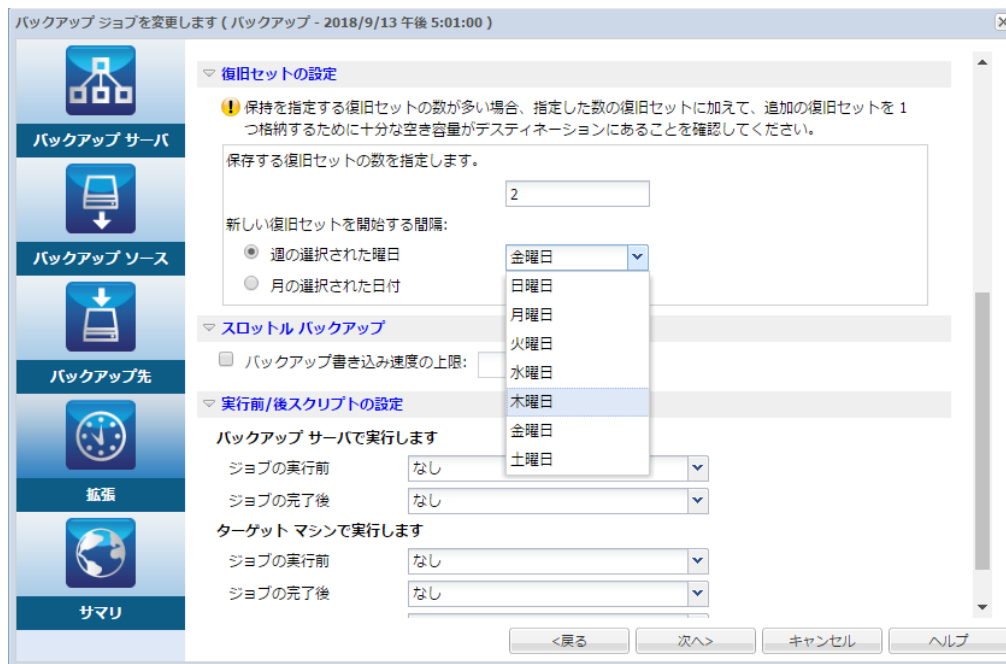 バックアップ ジョブを変更します ( バックアップ - 2018/9/13 午後 5:01:00 )
バックアップ サーバ
バックアップ ソース
バックアップ先
拡張
サマリ
復旧セットの設定
保持を指定する復旧セットの数が多い場合、指定した数の復旧セットに加えて、追加の復旧セットを 1
つ格納するために十分な空き容量がデスティネーションにあることを確認してください。
保存する復旧セットの数を指定します。
2
新しい復旧セットを開始する間隔:
週の選択された曜日
金曜日
月の選択された日付
日曜日
月曜日
火曜日
水曜日
木曜日
金曜日
土曜日
スロットル バックアップ
バックアップ書き込み速度の上限:
実行前/後スクリプトの設定
バックアップ サーバで実行します
ジョブの実行前
なし
ジョブの完了後
なし
ターゲット マシンで実行します
ジョブの実行前
なし
ジョブの完了後
なし
<戻る
次へ>
キャンセル
ヘルプ